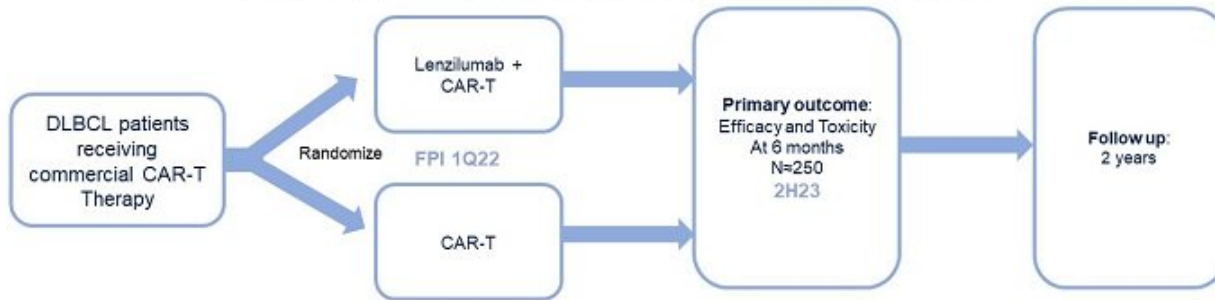 DLBCL patients
receiving
commercial CAR-T
Therapy
Randomize
Lenzilumab +
CAR-T
FPI 1Q22
CAR-T
Primary outcome:
Efficacy and Toxicity
At 6 months
N≈250
2H23
Follow up:
2 years